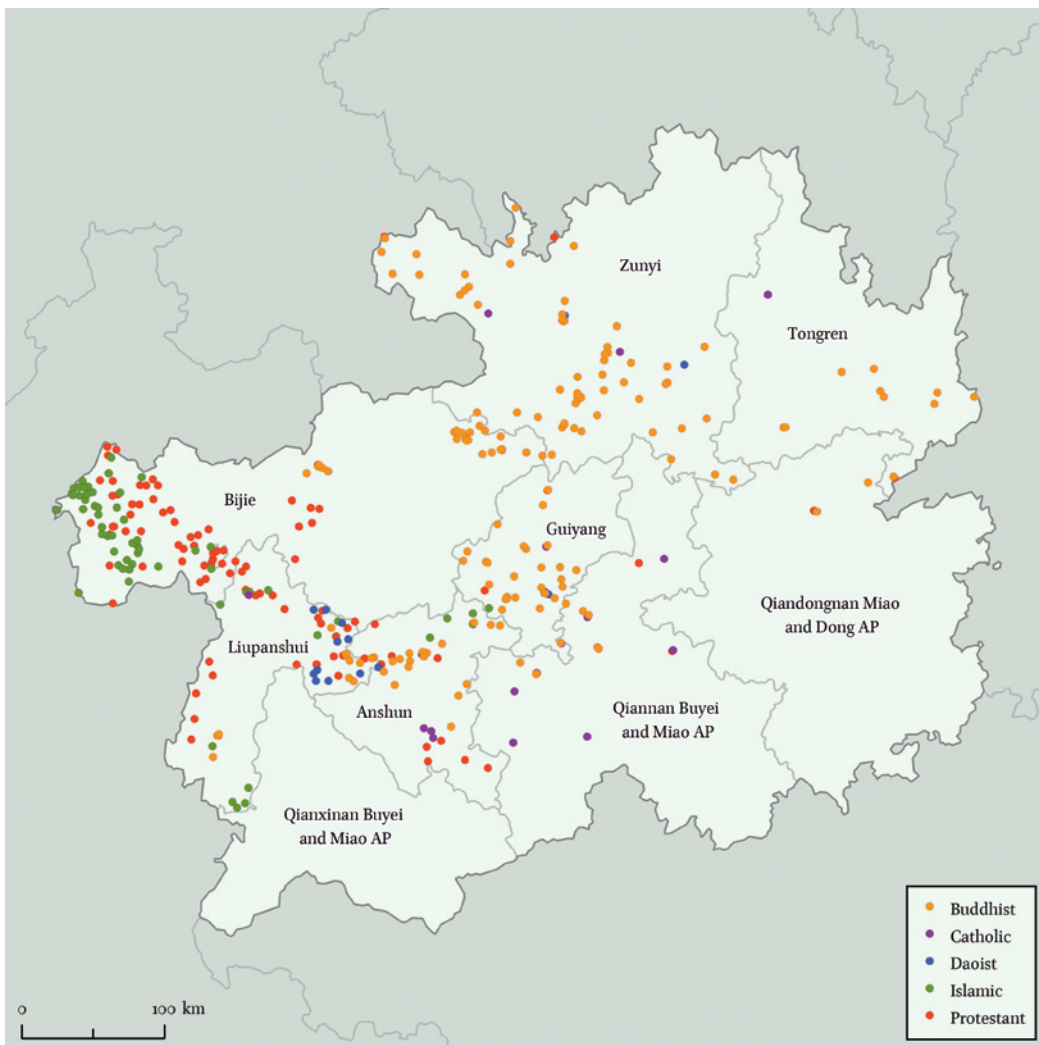 Zunyi
Tongren
Bijie
Guiyang
Qiandongnan Miao
and Dong AP
Liupanshui
Anshun
Qiannan Buyei
and Miao AP
Qianxinan Buyei
and Miao AP
Buddhist
Catholic
Daoist
Islamic
Protestant
0 100 km